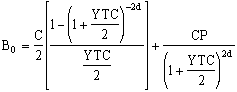 B₀ = C/2 [ (1 − (1 + YTC/2)^−2d) / (YTC/2) ] + CP / (1 + YTC/2)^2d